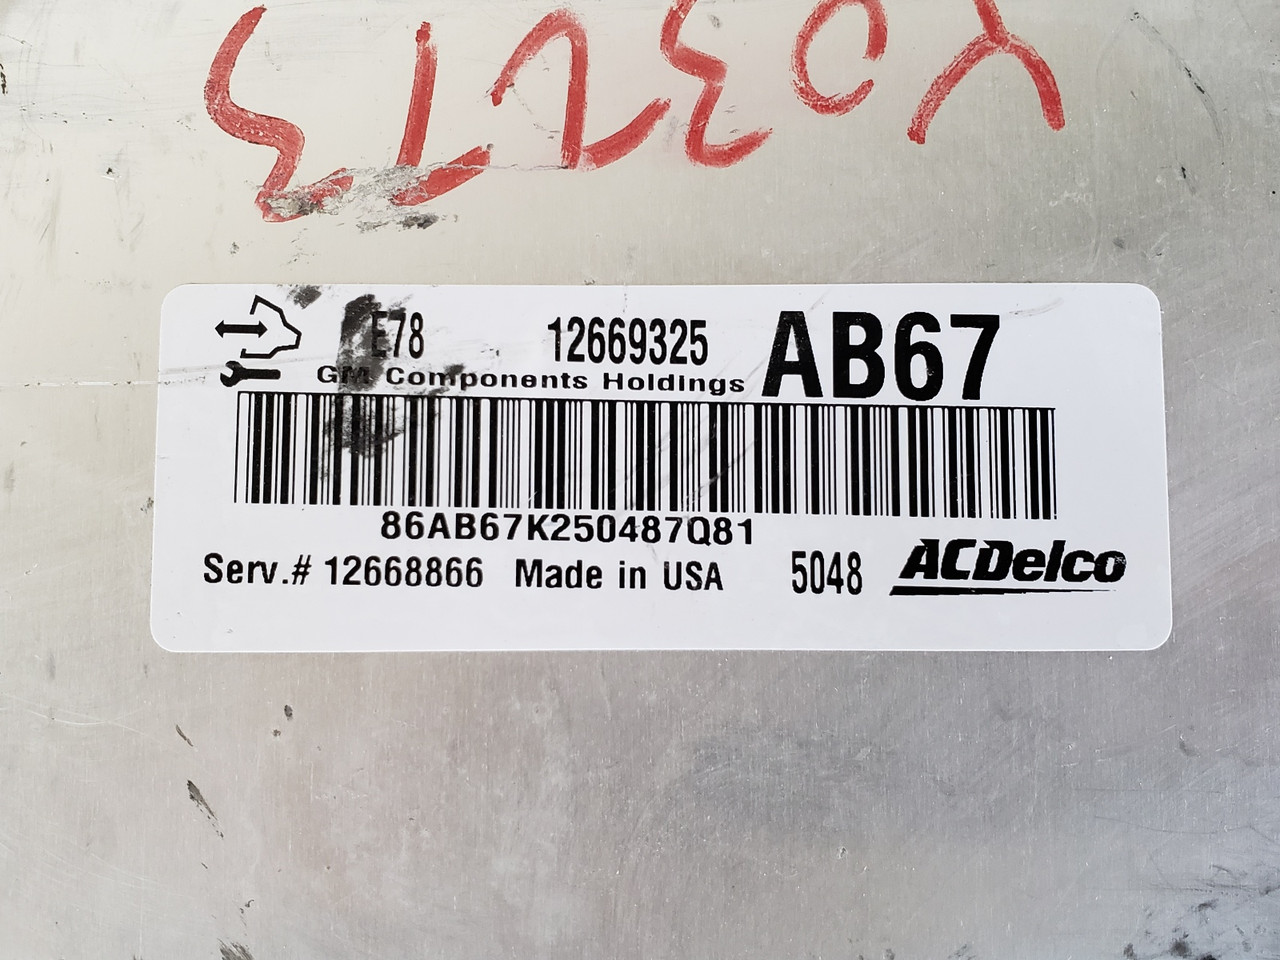 E78 12669325 AB67
GM Components Holdings
86AB67K250487Q81
Serv.# 12668866 Made in USA 5048 ACDelco